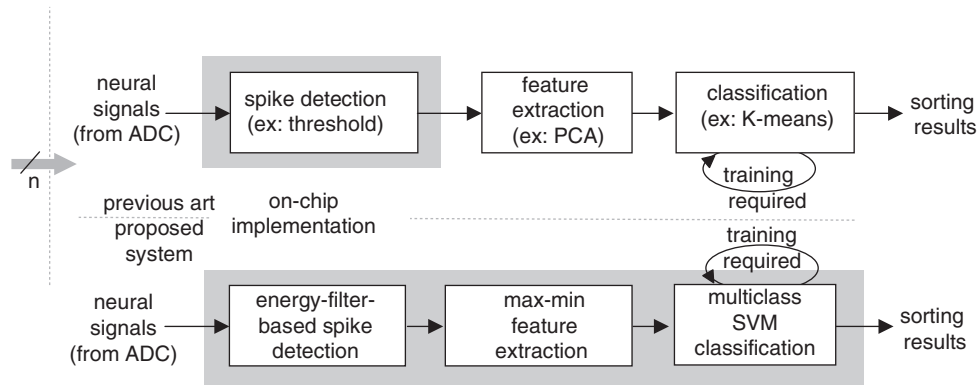 neural
signals
(from ADC)
spike detection
(ex: threshold)
feature
extraction
(ex: PCA)
classification
(ex: K-means)
sorting
results
training
required
n
previous art
proposed
system
on-chip
implementation
training
required
neural
signals
(from ADC)
energy-filter-
based spike
detection
max-min
feature
extraction
multiclass
SVM
classification
sorting
results